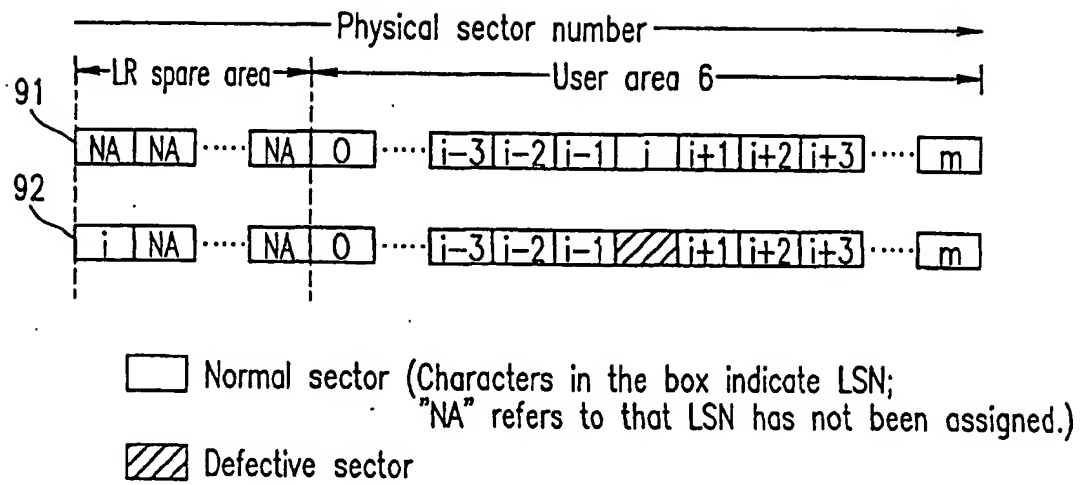 Physical sector number
LR spare area User area 6
91
NA NA ····· NA 0 ····· i-3 i-2 i-1 i i+1 i+2 i+3 ····· m
92
i NA ····· NA 0 ····· i-3 i-2 i-1 i+1 i+2 i+3 ····· m
Normal sector (Characters in the box indicate LSN;
"NA" refers to that LSN has not been assigned.)
Defective sector